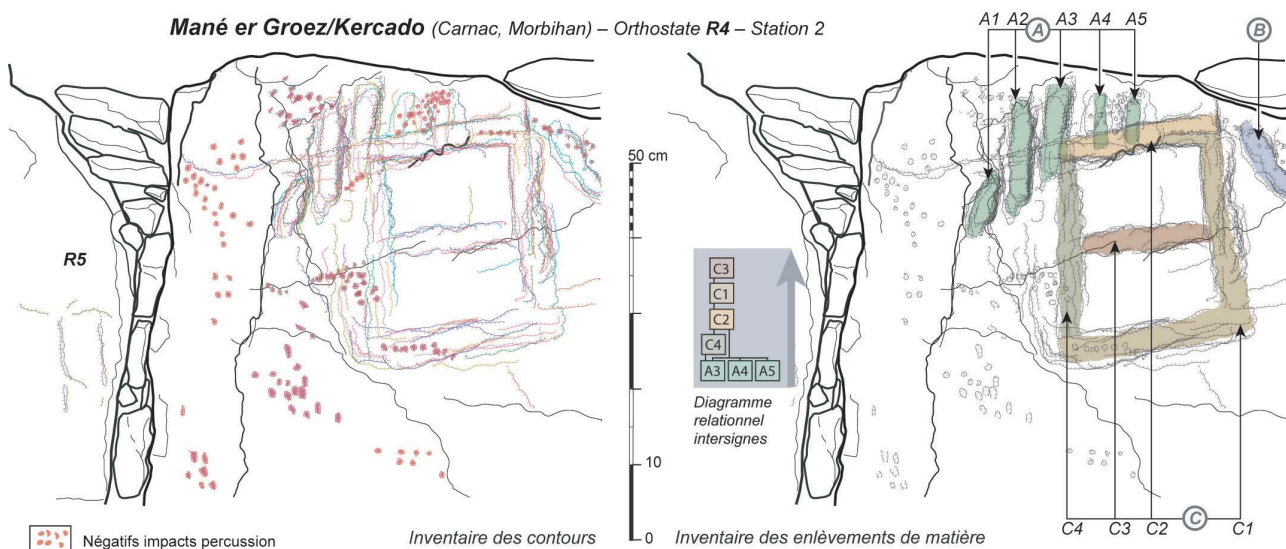 Mané er Groez/Kercado (Carnac, Morbihan) – Orthostate R4 – Station 2
A1 A2 A3 A4 A5
A
B
50 cm
R5
C3
C1
C2
C4
A3 A4 A5
Diagramme
relationnel
intersignes
10
C4 C3 C2 C C1
Négatifs impacts percussion
Inventaire des contours
0
Inventaire des enlèvements de matière